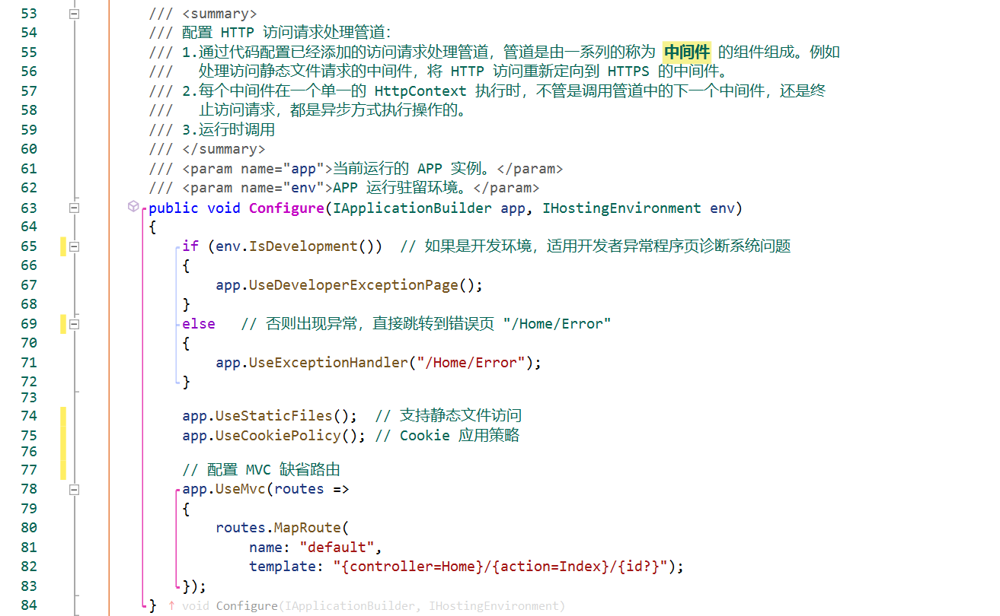 53 /// <summary>
54 /// 配置 HTTP 访问请求处理管道：
55 /// 1.通过代码配置已经添加的访问请求处理管道，管道是由一系列的称为 中间件 的组件组成。例如
56 ///   处理访问静态文件请求的中间件，将 HTTP 访问重新定向到 HTTPS 的中间件。
57 /// 2.每个中间件在一个单一的 HttpContext 执行时，不管是调用管道中的下一个中间件，还是终
58 ///   止访问请求，都是异步方式执行操作的。
59 /// 3.运行时调用
60 /// </summary>
61 /// <param name="app">当前运行的 APP 实例。</param>
62 /// <param name="env">APP 运行驻留环境。</param>
63 public void Configure(IApplicationBuilder app, IHostingEnvironment env)
64 {
65     if (env.IsDevelopment())  // 如果是开发环境，适用开发者异常程序页诊断系统问题
66     {
67         app.UseDeveloperExceptionPage();
68     }
69     else   // 否则出现异常，直接跳转到错误页 "/Home/Error"
70     {
71         app.UseExceptionHandler("/Home/Error");
72     }
73
74     app.UseStaticFiles();  // 支持静态文件访问
75     app.UseCookiePolicy(); // Cookie 应用策略
76
77     // 配置 MVC 缺省路由
78     app.UseMvc(routes =>
79     {
80         routes.MapRoute(
81             name: "default",
82             template: "{controller=Home}/{action=Index}/{id?}");
83     });
84 } ↑ void Configure(IApplicationBuilder, IHostingEnvironment)